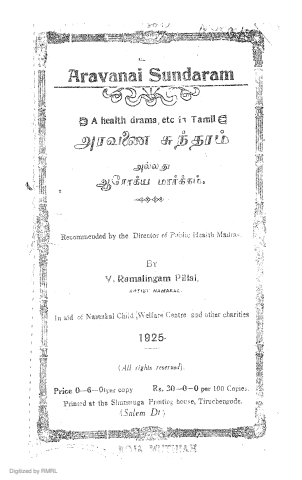 Aravanai Sundaram
A health drama, etc in Tamil
அரவணை சுந்தரம்
அல்லது
ஆரோக்ய மார்க்கம்.
Recommended by the Director of Public Health Madras.
BY
V. Ramalingam Pillai,
ARTIST NAMAKAL
In aid of Namakal Child Welfare Centre and other charities
1925.
(All rights reserved).
Price 0-6-0 per copy Rs. 30-0-0 per 100 Copies.
Printed at the Shanmuga Printing house, Tiruchengode.
(Salem Dt)
Digitized by RMRL